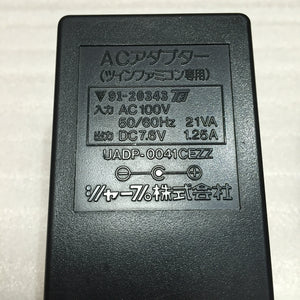 ACアダプター
(ツインファミコン専用)
91-20343
入力 AC100V
50/60Hz 21VA
出力 DC7.6V 1.25A
UADP-0041CEZZ
シャープ株式会社